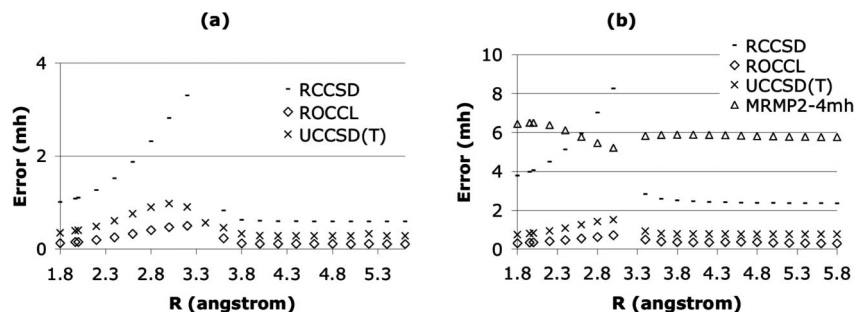 (a)
Error (mh)
4
2
0
1.8 2.3 2.8 3.3 3.8 4.3 4.8 5.3
R (angstrom)
RCCSD
ROCCL
UCCSD(T)
(b)
Error (mh)
10
8
6
4
2
0
1.8 2.3 2.8 3.3 3.8 4.3 4.8 5.3 5.8
R (angstrom)
RCCSD
ROCCL
UCCSD(T)
MRMP2-4mh